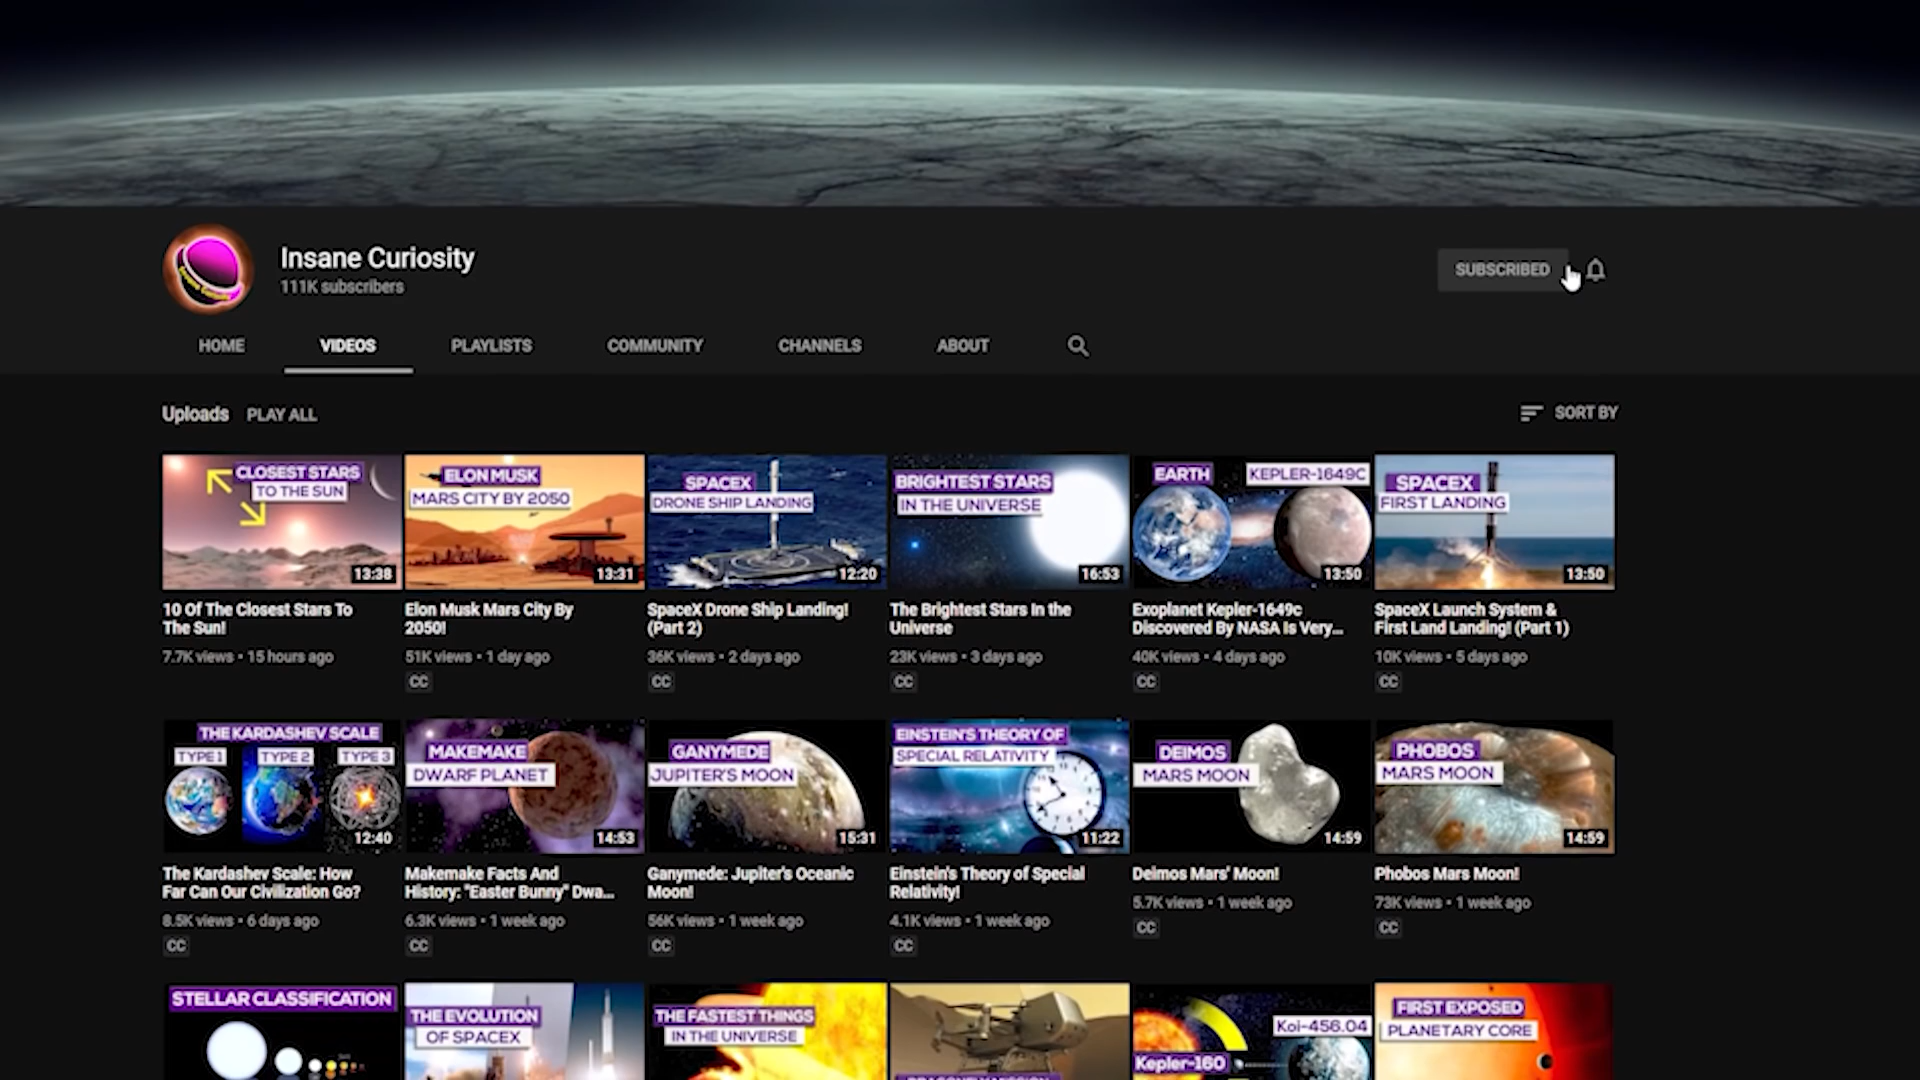 Insane Curiosity
111K subscribers
SUBSCRIBED
HOME
VIDEOS
PLAYLISTS
COMMUNITY
CHANNELS
ABOUT
Uploads
PLAY ALL
SORT BY
CLOSEST STARS
TO THE SUN
13:38
ELON MUSK
MARS CITY BY 2050
13:31
SPACEX
DRONE SHIP LANDING
12:20
BRIGHTEST STARS
IN THE UNIVERSE
16:53
EARTH
KEPLER-1649C
13:50
SPACEX
FIRST LANDING
13:50
10 Of The Closest Stars To
The Sun!
7.7K views • 15 hours ago
Elon Musk Mars City By
2050!
51K views • 1 day ago
CC
SpaceX Drone Ship Landing!
(Part 2)
36K views • 2 days ago
CC
The Brightest Stars In the
Universe
23K views • 3 days ago
CC
Exoplanet Kepler-1649c
Discovered By NASA Is Very...
40K views • 4 days ago
CC
SpaceX Launch System &
First Land Landing! (Part 1)
10K views • 5 days ago
CC
THE KARDASHEV SCALE
TYPE 1
TYPE 2
TYPE 3
12:40
MAKEMAKE
DWARF PLANET
14:53
GANYMEDE
JUPITER'S MOON
15:31
EINSTEIN'S THEORY OF
SPECIAL RELATIVITY
11:22
DEIMOS
MARS MOON
14:59
PHOBOS
MARS MOON
14:59
The Kardashev Scale: How
Far Can Our Civilization Go?
8.5K views • 6 days ago
CC
Makemake Facts And
History: "Easter Bunny" Dwa...
6.3K views • 1 week ago
CC
Ganymede: Jupiter's Oceanic
Moon!
56K views • 1 week ago
CC
Einstein's Theory of Special
Relativity!
4.1K views • 1 week ago
CC
Deimos Mars' Moon!
5.7K views • 1 week ago
CC
Phobos Mars Moon!
73K views • 1 week ago
CC
STELLAR CLASSIFICATION
THE EVOLUTION
OF SPACEX
THE FASTEST THINGS
IN THE UNIVERSE
Koi-456.04
Kepler-160
FIRST EXPOSED
PLANETARY CORE